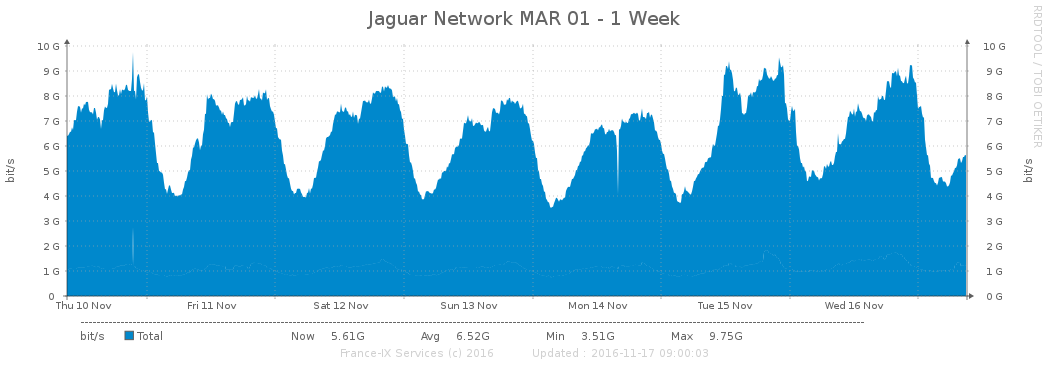 Jaguar Network MAR 01 - 1 Week
RRDTOOL / TOBI OETIKER
bit/s
10 G 10 G
9 G 9 G
8 G 8 G
7 G 7 G
6 G 6 G
5 G 5 G
4 G 4 G
3 G 3 G
2 G 2 G
1 G 1 G
0 0 G
bit/s
Thu 10 Nov Fri 11 Nov Sat 12 Nov Sun 13 Nov Mon 14 Nov Tue 15 Nov Wed 16 Nov
bit/s Total Now 5.61G Avg 6.52G Min 3.51G Max 9.75G
France-IX Services (c) 2016 Updated : 2016-11-17 09:00:03